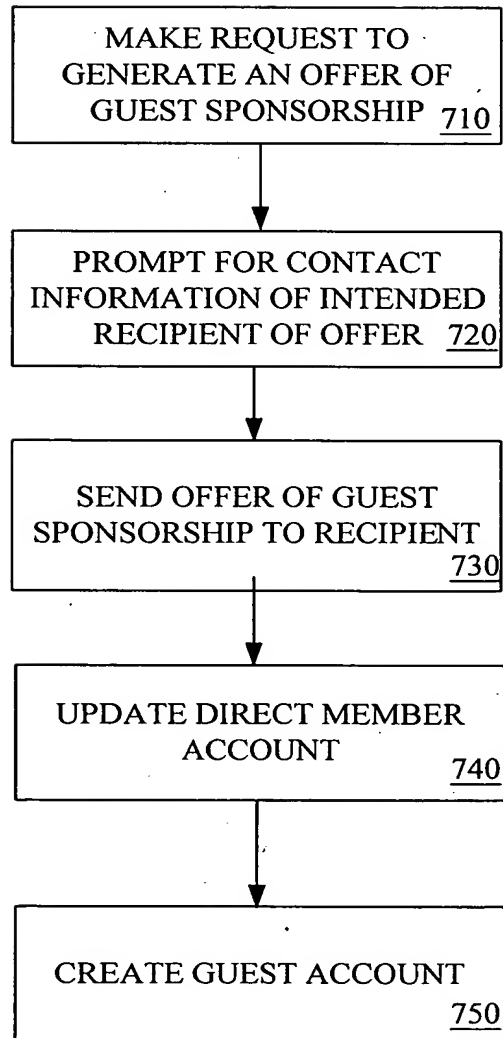 MAKE REQUEST TO
GENERATE AN OFFER OF
GUEST SPONSORSHIP 710
PROMPT FOR CONTACT
INFORMATION OF INTENDED
RECIPIENT OF OFFER 720
SEND OFFER OF GUEST
SPONSORSHIP TO RECIPIENT
730
UPDATE DIRECT MEMBER
ACCOUNT
740
CREATE GUEST ACCOUNT
750